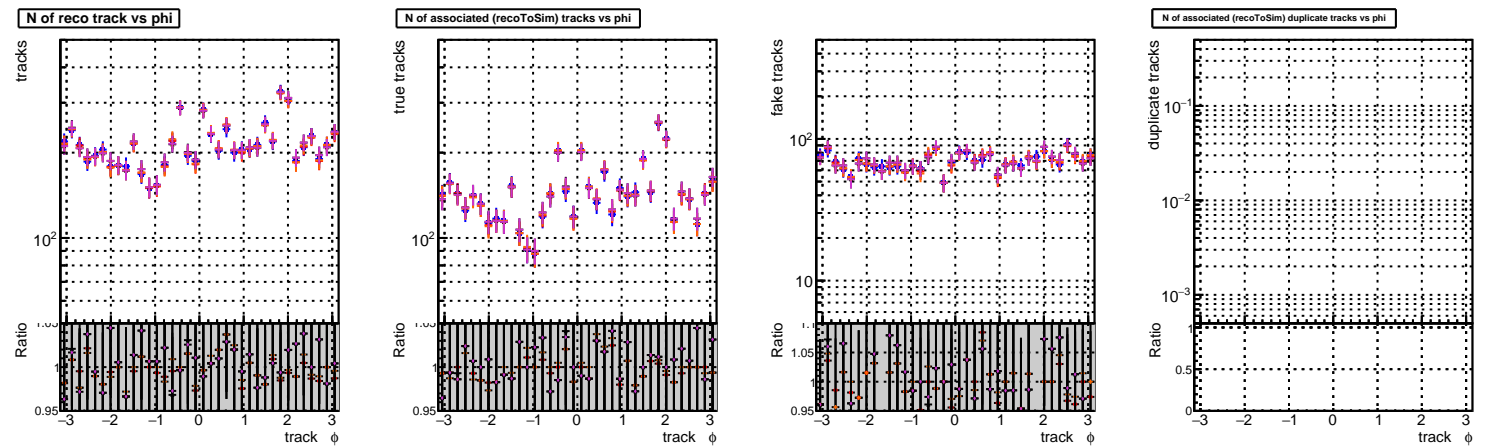 N of reco track vs phi
tracks
10²
Ratio
1.05
1
0.95
−3 −2 −1 0 1 2 3
track ϕ
N of associated (recoToSim) tracks vs phi
true tracks
10²
Ratio
1.05
1
0.95
−3 −2 −1 0 1 2 3
track ϕ
fake tracks
10²
10
Ratio
1.1
1.05
1
0.95
−3 −2 −1 0 1 2 3
track ϕ
N of associated (recoToSim) duplicate tracks vs phi
duplicate tracks
10⁻¹
10⁻²
10⁻³
Ratio
1
0.5
0
−3 −2 −1 0 1 2 3
track ϕ